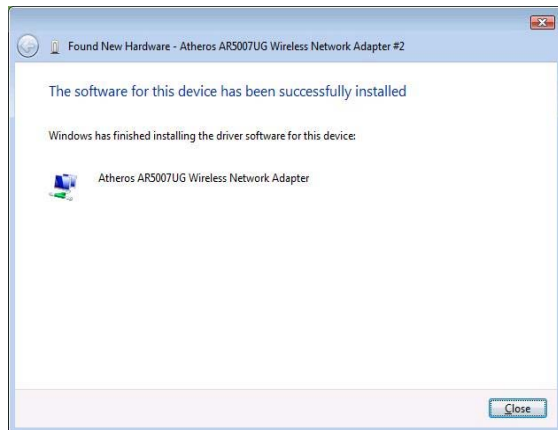 Found New Hardware - Atheros AR5007UG Wireless Network Adapter #2
The software for this device has been successfully installed
Windows has finished installing the driver software for this device:
Atheros AR5007UG Wireless Network Adapter
Close